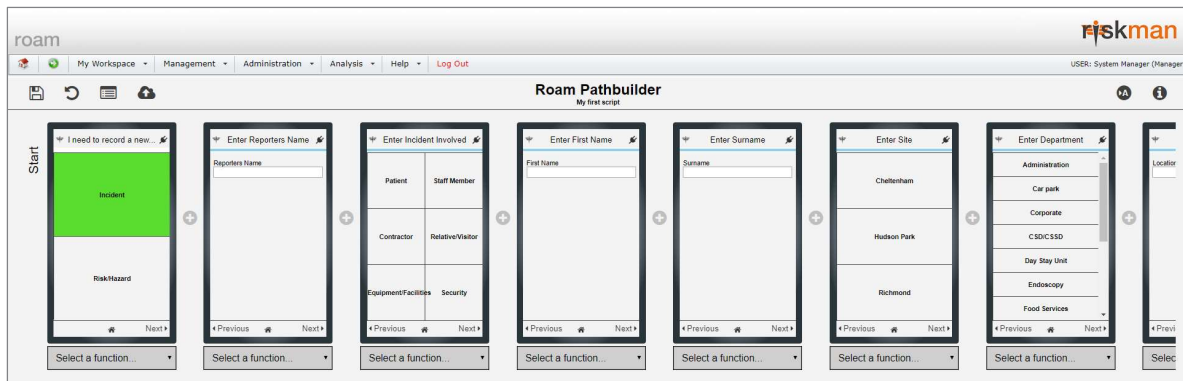 roam
riskman
My Workspace Management Administration Analysis Help Log Out
USER: System Manager (Manager
Roam Pathbuilder
My first script
A
i
Start
I need to record a new...
Incident
Risk/Hazard
Next
Select a function...
Enter Reporters Name
Reporters Name
Previous Next
Select a function...
Enter Incident Involved
Patient Staff Member
Contractor Relative/Visitor
Equipment/Facilities Security
Previous Next
Select a function...
Enter First Name
First Name
Previous Next
Select a function...
Enter Surname
Surname
Previous Next
Select a function...
Enter Site
Cheltenham
Hudson Park
Richmond
Previous Next
Select a function...
Enter Department
Administration
Car park
Corporate
CSD/CSSD
Day Stay Unit
Endoscopy
Food Services
Previous Next
Select a function...
Location
Previ
Selec